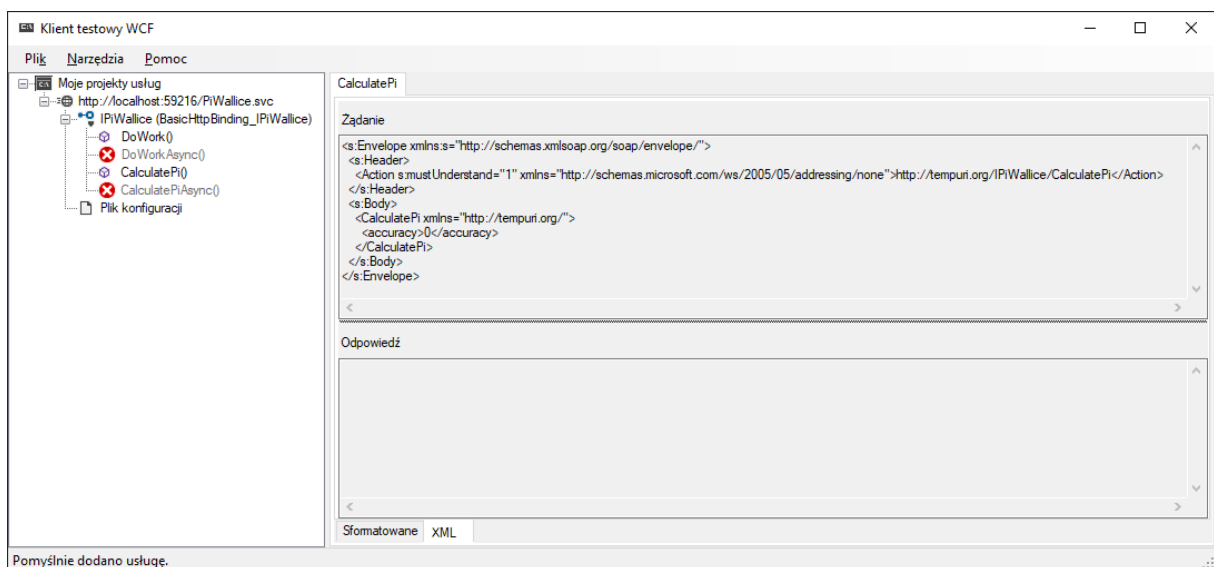 Klient testowy WCF
Plik Narzędzia Pomoc
Moje projekty usług
http://localhost:59216/PiWallice.svc
IPiWallice (BasicHttpBinding_IPiWallice)
DoWork()
DoWorkAsync()
CalculatePi()
CalculatePiAsync()
Plik konfiguracji
CalculatePi
Żądanie
<s:Envelope xmlns:s="http://schemas.xmlsoap.org/soap/envelope/">
<s:Header>
<Action s:mustUnderstand="1" xmlns="http://schemas.microsoft.com/ws/2005/05/addressing/none">http://tempuri.org/IPiWallice/CalculatePi</Action>
</s:Header>
<s:Body>
<CalculatePi xmlns="http://tempuri.org/">
<accuracy>0</accuracy>
</CalculatePi>
</s:Body>
</s:Envelope>
Odpowiedź
Sformatowane XML
Pomyślnie dodano usługę.